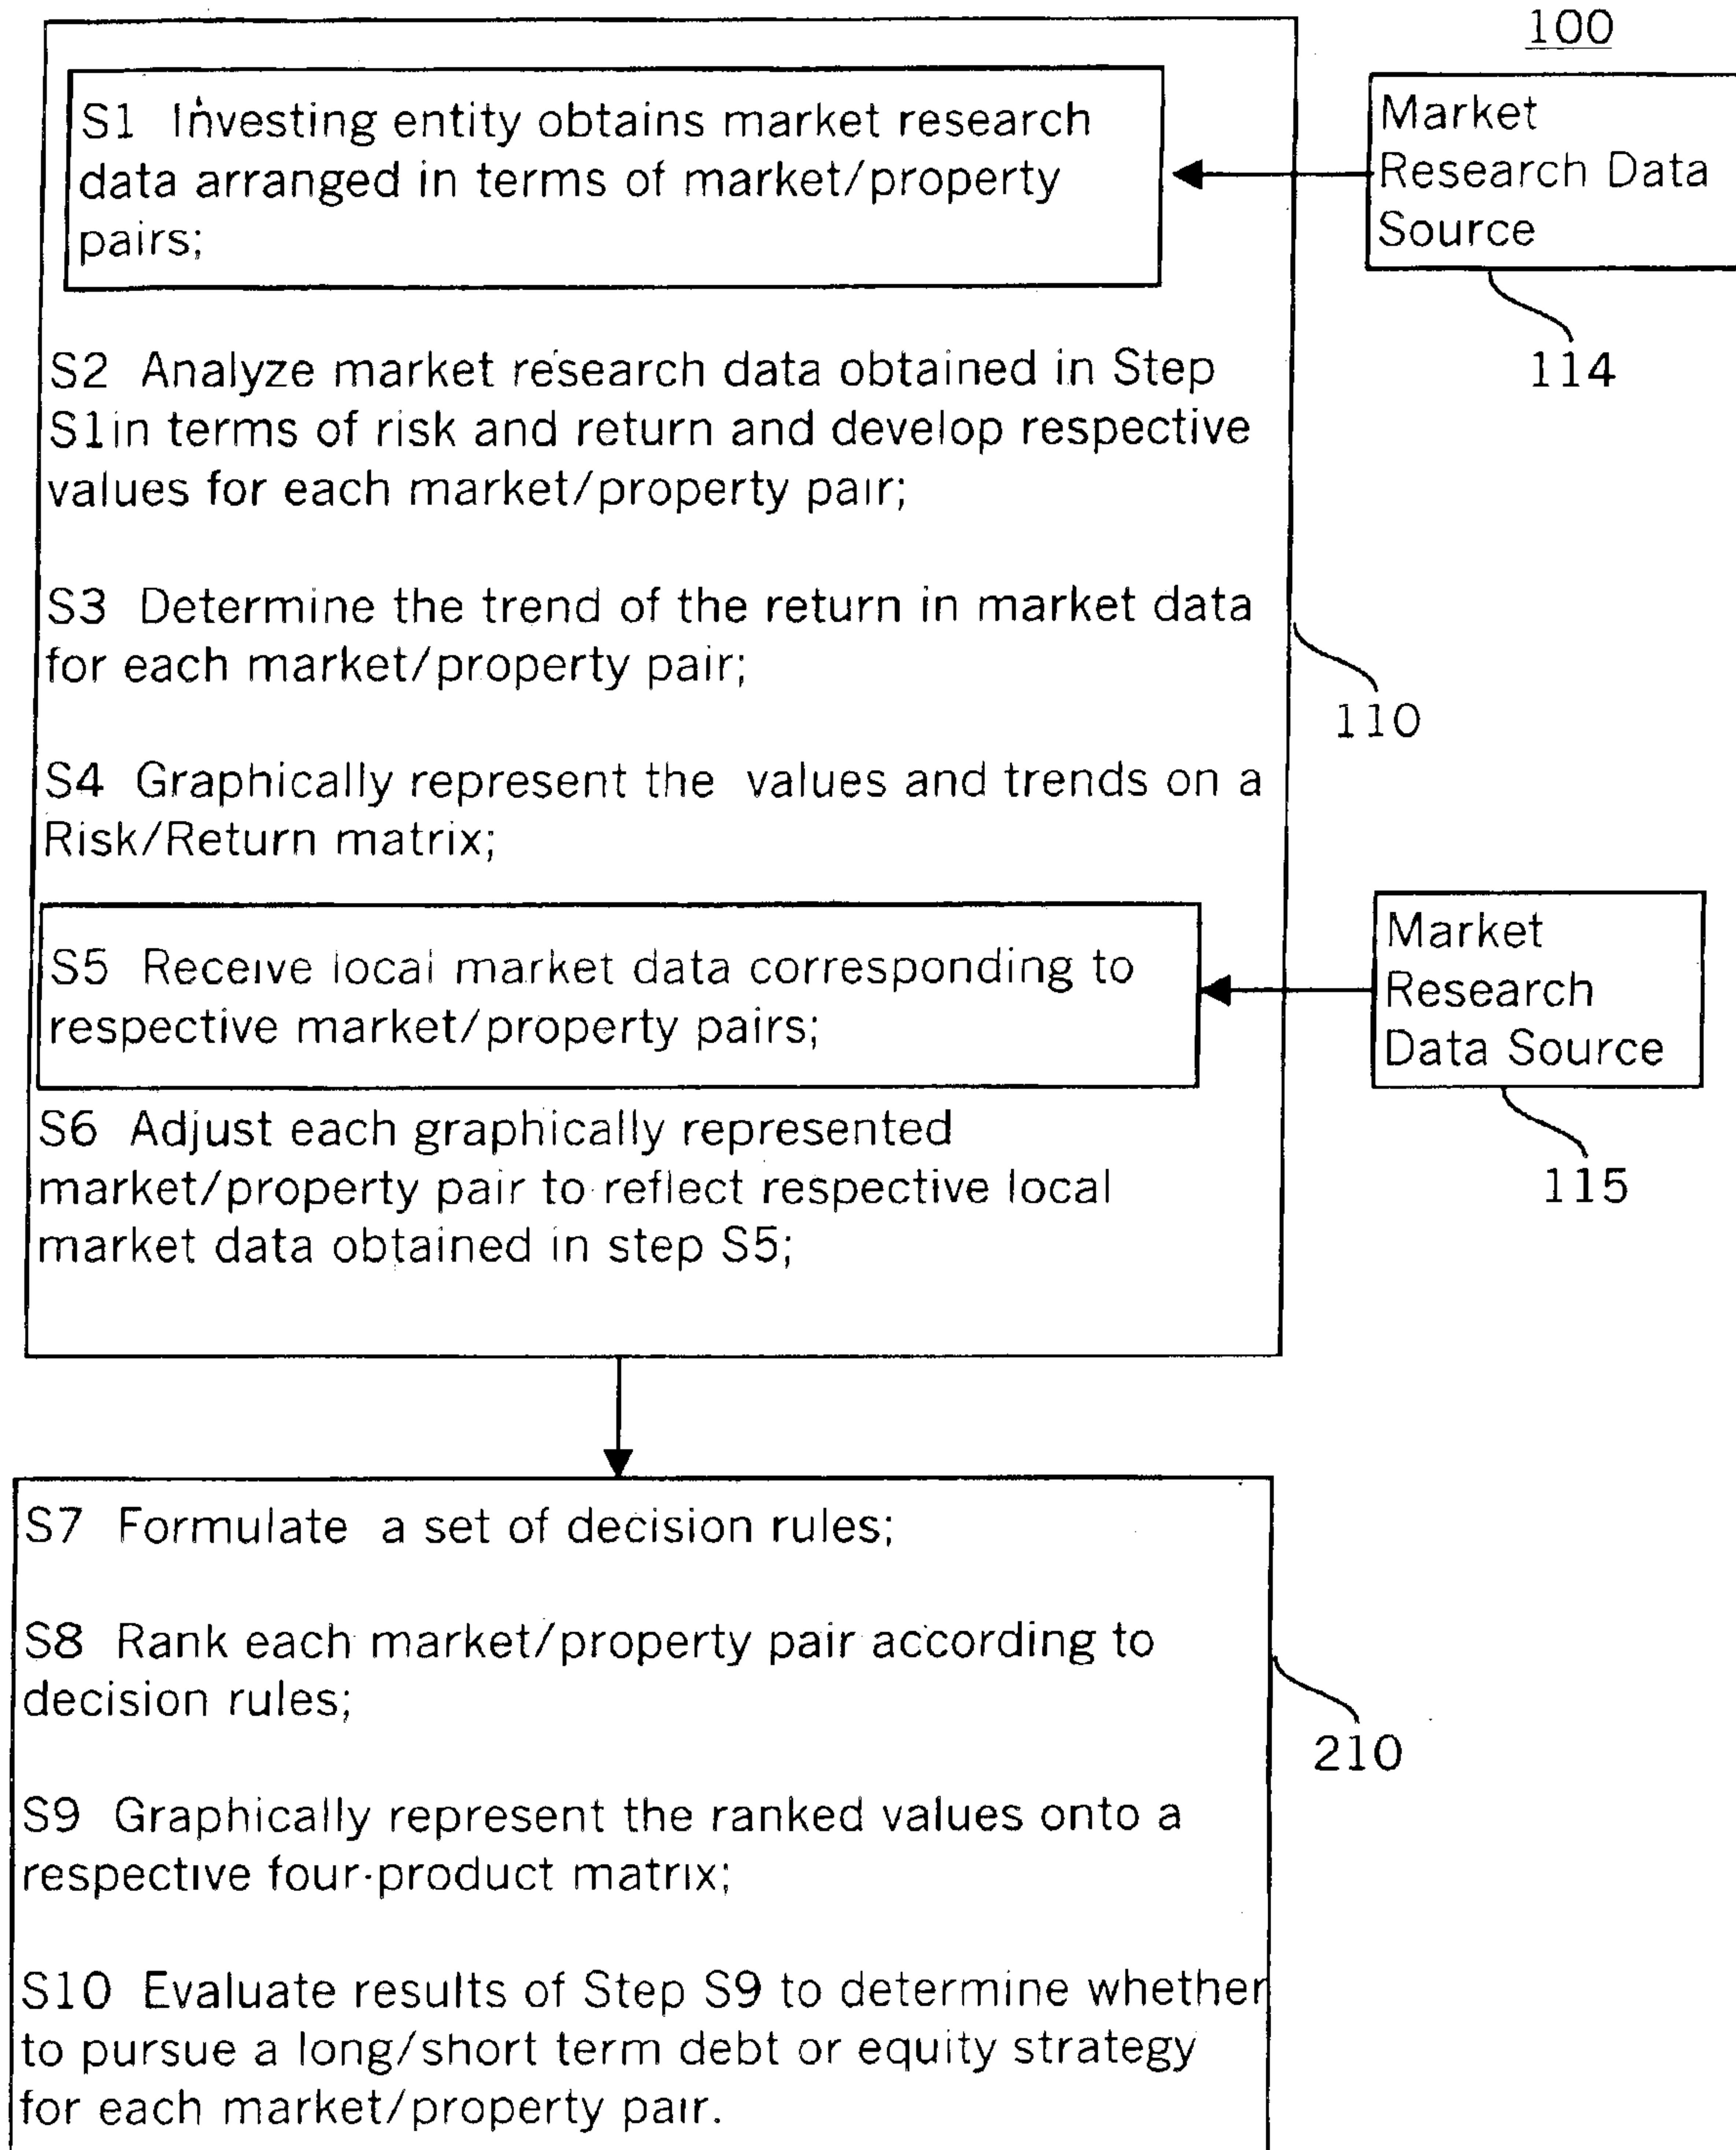 100
S1 Investing entity obtains market research
data arranged in terms of market/property
pairs;
Market
Research Data
Source
114
S2 Analyze market research data obtained in Step
S1 in terms of risk and return and develop respective
values for each market/property pair;
S3 Determine the trend of the return in market data
for each market/property pair;
110
S4 Graphically represent the values and trends on a
Risk/Return matrix;
S5 Receive local market data corresponding to
respective market/property pairs;
Market
Research
Data Source
115
S6 Adjust each graphically represented
market/property pair to reflect respective local
market data obtained in step S5;
S7 Formulate a set of decision rules;
S8 Rank each market/property pair according to
decision rules;
210
S9 Graphically represent the ranked values onto a
respective four-product matrix;
S10 Evaluate results of Step S9 to determine whether
to pursue a long/short term debt or equity strategy
for each market/property pair.